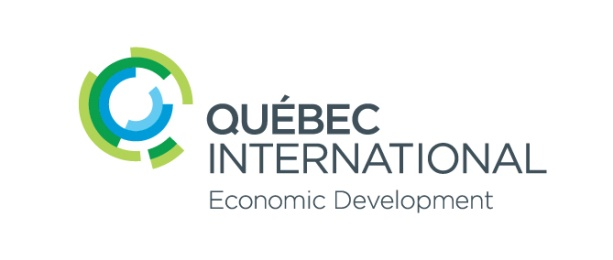 QUÉBEC
INTERNATIONAL
Economic Development